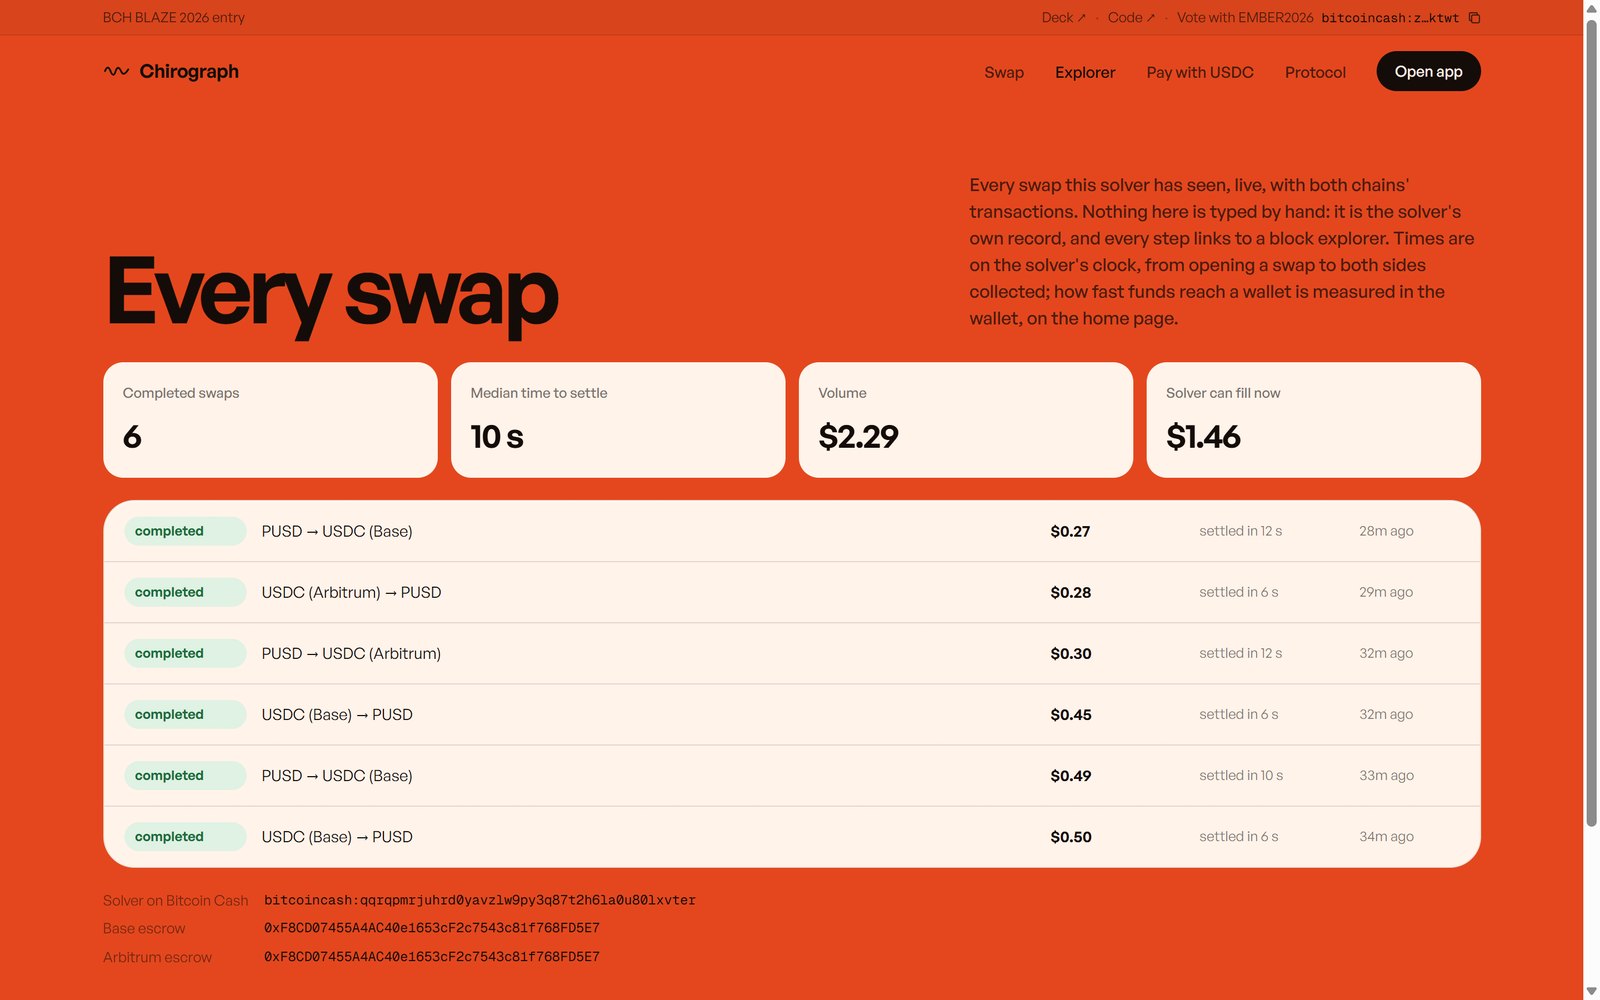 BCH BLAZE 2026 entry
Deck ↗ · Code ↗ · Vote with EMBER2026 bitcoincash:z…ktwt
Chirograph
Swap Explorer Pay with USDC Protocol Open app
Every swap this solver has seen, live, with both chains'
transactions. Nothing here is typed by hand: it is the solver's
own record, and every step links to a block explorer. Times are
on the solver's clock, from opening a swap to both sides
collected; how fast funds reach a wallet is measured in the
wallet, on the home page.
Every swap
Completed swaps
6
Median time to settle
10 s
Volume
$2.29
Solver can fill now
$1.46
completed PUSD → USDC (Base) $0.27 settled in 12 s 28m ago
completed USDC (Arbitrum) → PUSD $0.28 settled in 6 s 29m ago
completed PUSD → USDC (Arbitrum) $0.30 settled in 12 s 32m ago
completed USDC (Base) → PUSD $0.45 settled in 6 s 32m ago
completed PUSD → USDC (Base) $0.49 settled in 10 s 33m ago
completed USDC (Base) → PUSD $0.50 settled in 6 s 34m ago
Solver on Bitcoin Cash bitcoincash:qqrqpmrjuhrd0yavzlw9py3q87t2h6la0u80lxvter
Base escrow 0xF8CD07455A4AC40e1653cF2c7543c81f768FD5E7
Arbitrum escrow 0xF8CD07455A4AC40e1653cF2c7543c81f768FD5E7